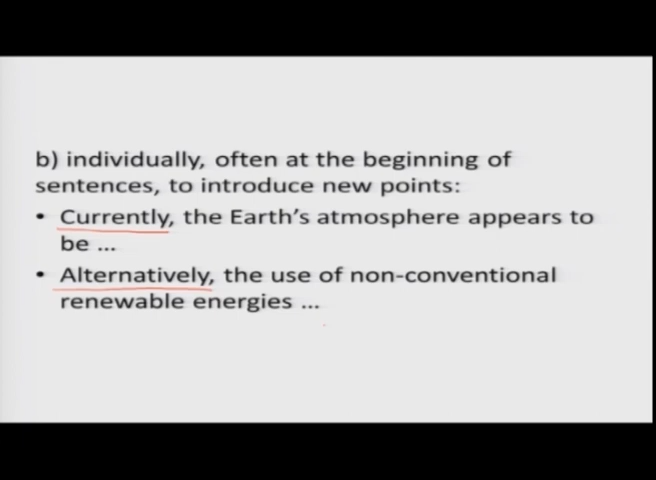 b) individually, often at the beginning of
sentences, to introduce new points:
• Currently, the Earth's atmosphere appears to
be ...
• Alternatively, the use of non-conventional
renewable energies ...